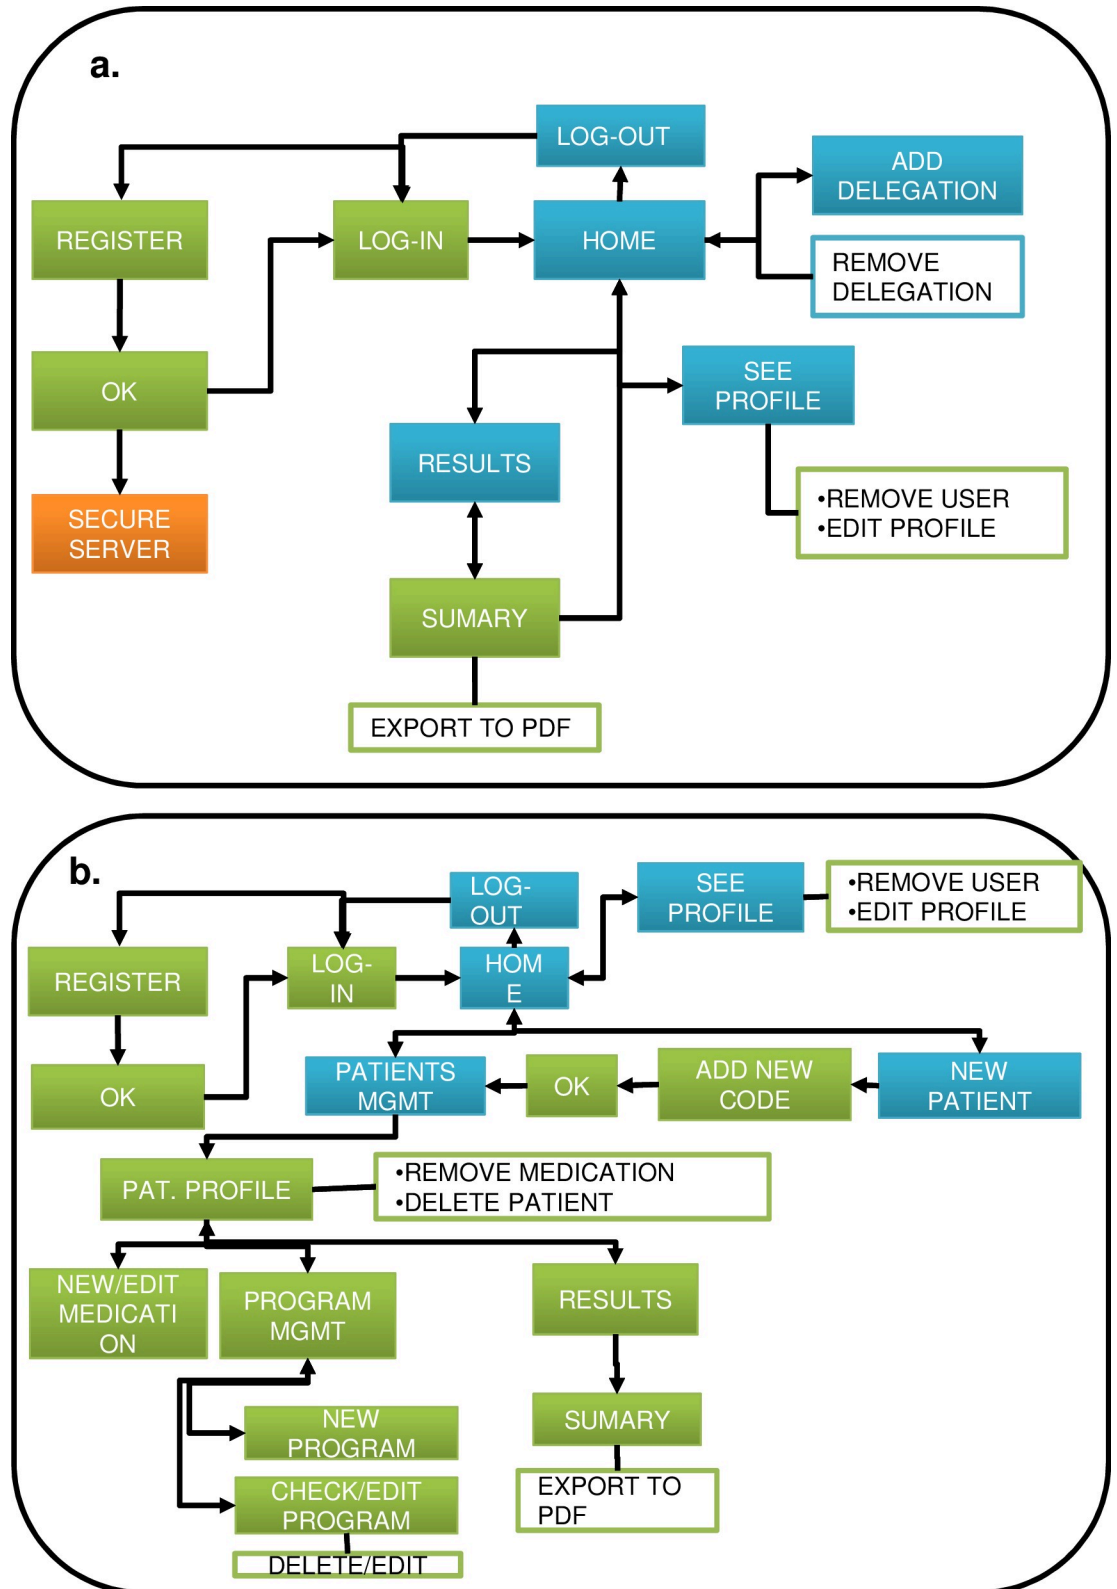 a.
LOG-OUT
ADD
DELEGATION
REGISTER
LOG-IN
HOME
REMOVE
DELEGATION
OK
SEE
PROFILE
RESULTS
•REMOVE USER
•EDIT PROFILE
SECURE
SERVER
SUMARY
EXPORT TO PDF
b.
LOG-
OUT
SEE
PROFILE
•REMOVE USER
•EDIT PROFILE
REGISTER
LOG-
IN
HOM
E
OK
PATIENTS
MGMT
OK
ADD NEW
CODE
NEW
PATIENT
PAT. PROFILE
•REMOVE MEDICATION
•DELETE PATIENT
NEW/EDIT
MEDICATI
ON
PROGRAM
MGMT
RESULTS
NEW
PROGRAM
SUMARY
CHECK/EDIT
PROGRAM
EXPORT TO
PDF
DELETE/EDIT